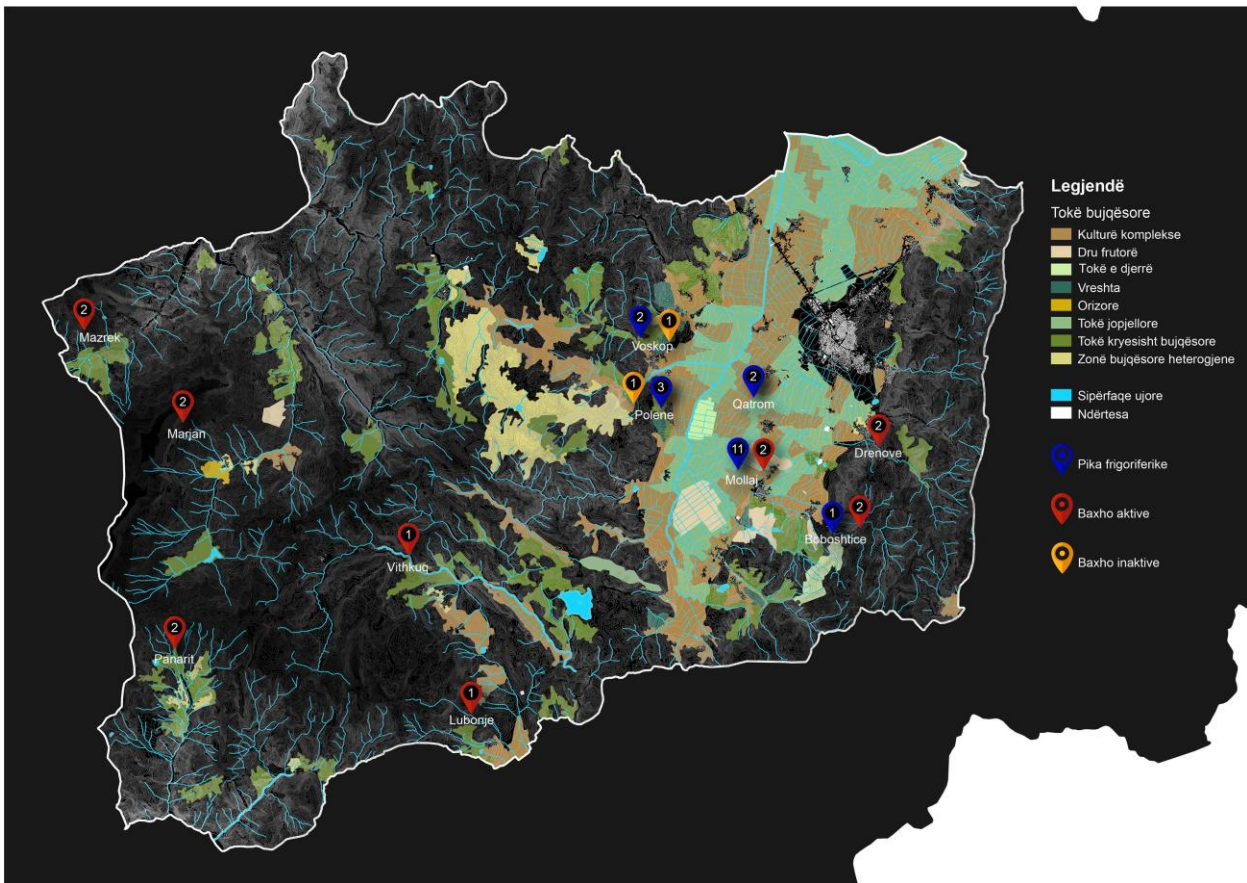 Legjendë
Tokë bujqësore
Kulturë komplekse
Dru frutorë
Tokë e djerrë
Vreshta
Orizore
Tokë jopjellore
Tokë kryesisht bujqësore
Zonë bujqësore heterogjene
Sipërfaqe ujore
Ndërtesa
Pika frigoriferike
Baxho aktive
Baxho inaktive
2
Mazrek
2
1
Voskop
1
3
Polene
2
Qatrom
2
Marjan
2
Drenove
11
2
Mollaj
1
2
Boboshtice
1
Vithkuq
2
Panarit
1
Lubonje